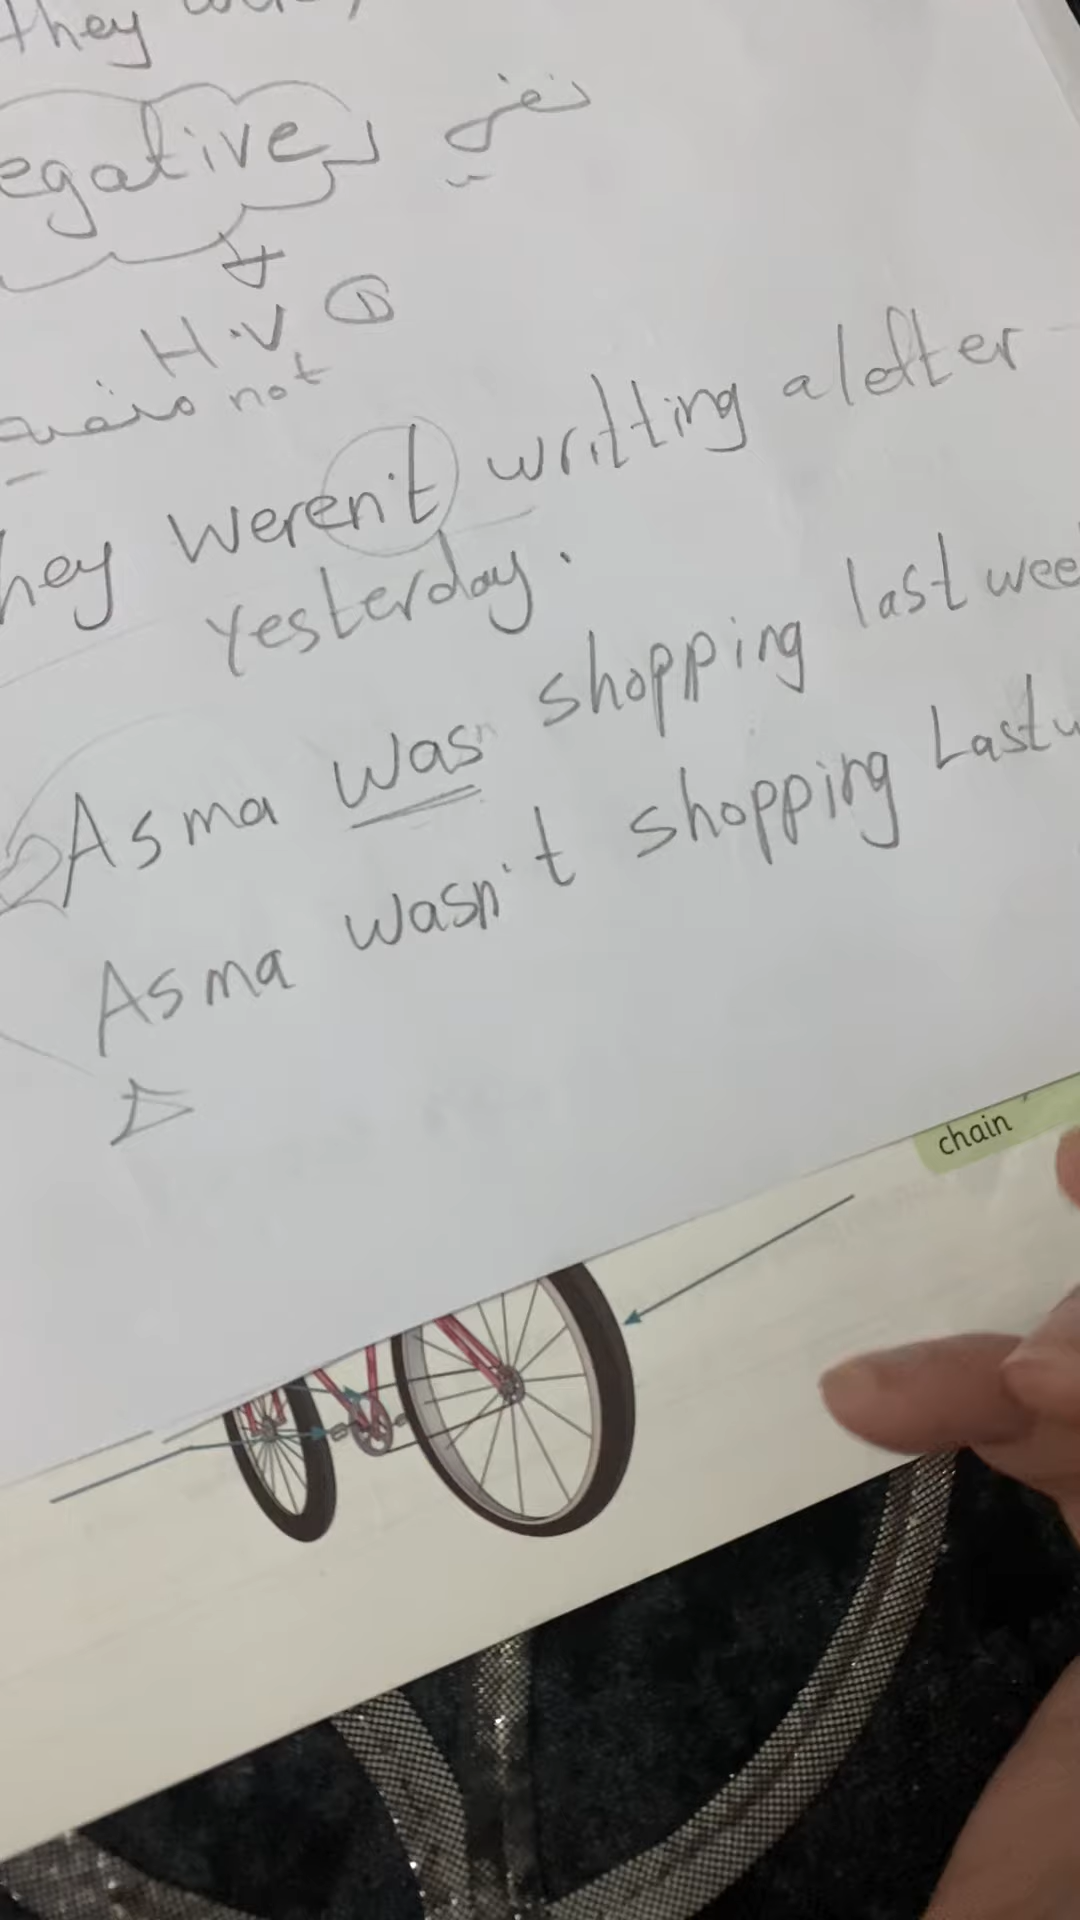 they
egative نفي
H.V ①
not
hey weren't writting a letter
yesterday.
Asma was shopping last wee
Asma wasn't shopping Last
chain